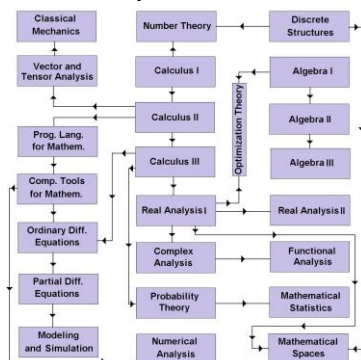 Classical
Mechanics
Number Theory
Discrete
Structures
Vector and
Tensor Analysis
Calculus I
Algebra I
Optimization Theory
Calculus II
Algebra II
Prog. Lang.
for Mathem.
Calculus III
Algebra III
Comp. Tools
for Mathem.
Real Analysis I
Real Analysis II
Ordinary Diff.
Equations
Complex
Analysis
Functional
Analysis
Partial Diff.
Equations
Probability
Theory
Mathematical
Statistics
Modeling
and Simulation
Numerical
Analysis
Mathematical
Spaces